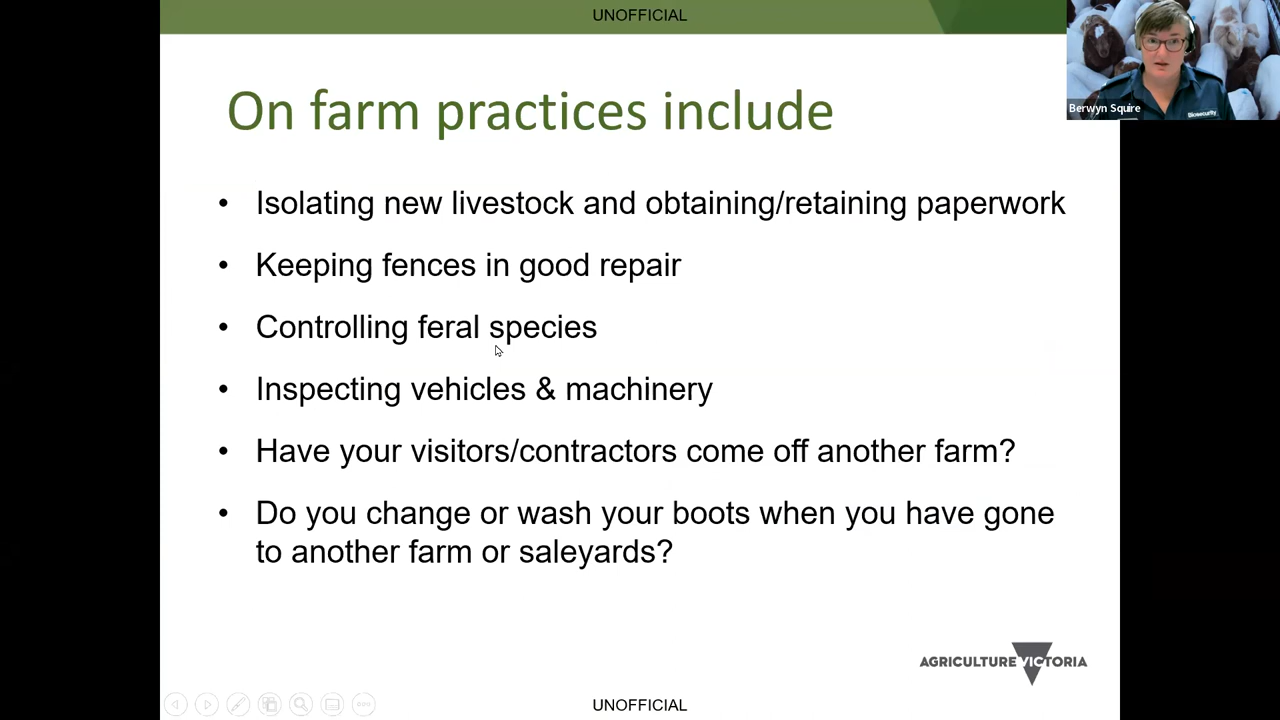 UNOFFICIAL
Berwyn Squire
Biosecurity
On farm practices include
• Isolating new livestock and obtaining/retaining paperwork
• Keeping fences in good repair
• Controlling feral species
• Inspecting vehicles & machinery
• Have your visitors/contractors come off another farm?
• Do you change or wash your boots when you have gone
to another farm or saleyards?
AGRICULTURE VICTORIA
UNOFFICIAL